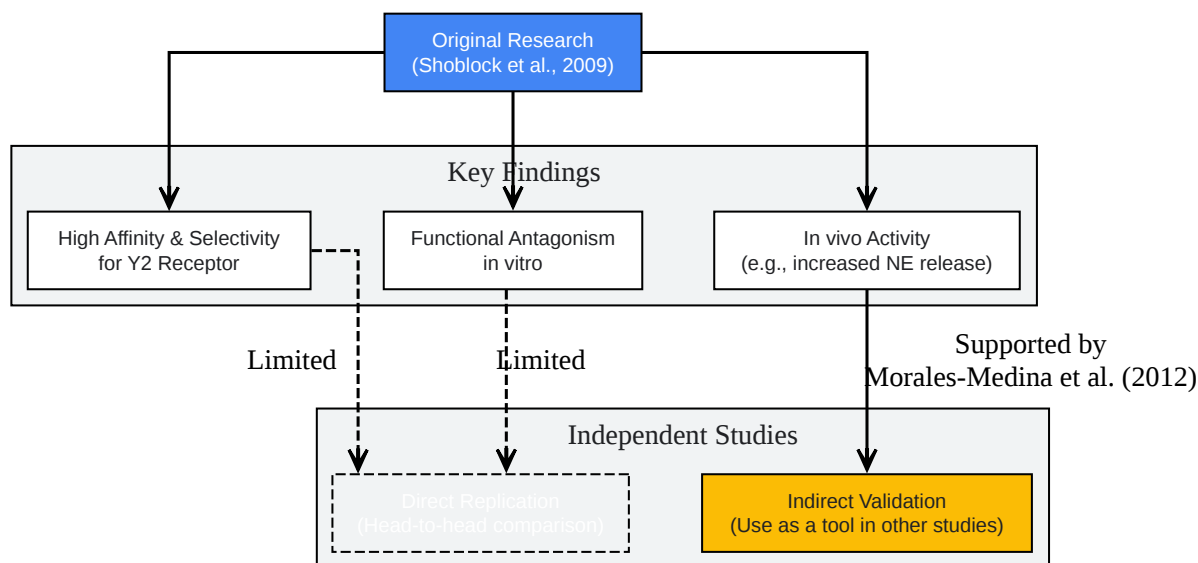 Original Research
(Shoblock et al., 2009)
Key Findings
High Affinity & Selectivity
for Y2 Receptor
Functional Antagonism
in vitro
In vivo Activity
(e.g., increased NE release)
Limited
Limited
Supported by
Morales-Medina et al. (2012)
Independent Studies
Direct Replication
(Head-to-head comparison)
Indirect Validation
(Use as a tool in other studies)